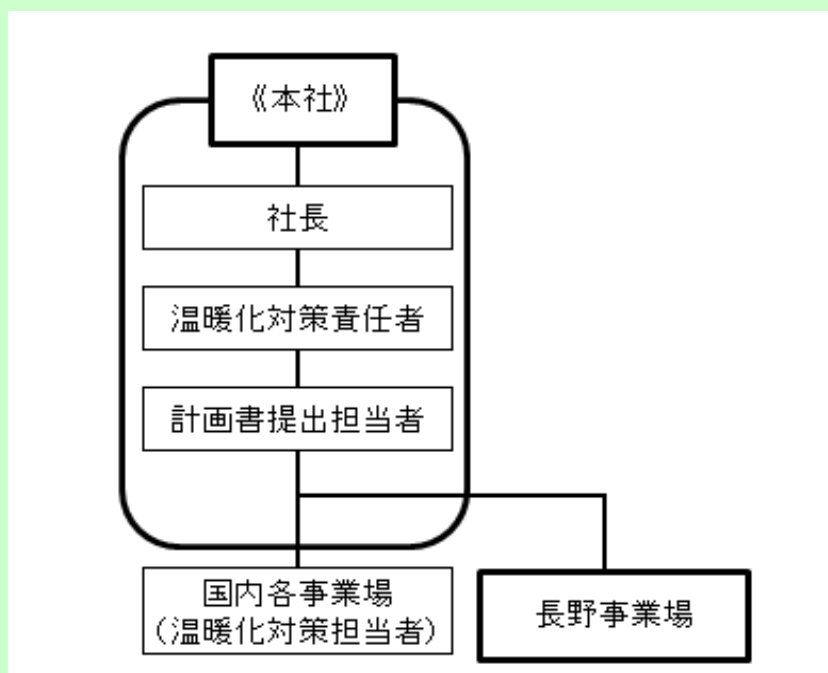 《本社》
社長
温暖化対策責任者
計画書提出担当者
国内各事業場
（温暖化対策担当者）
長野事業場